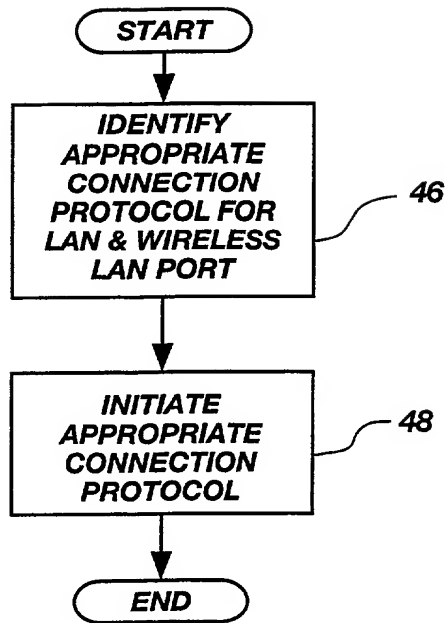 START
IDENTIFY
APPROPRIATE
CONNECTION
PROTOCOL FOR
LAN & WIRELESS
LAN PORT
46
INITIATE
APPROPRIATE
CONNECTION
PROTOCOL
48
END